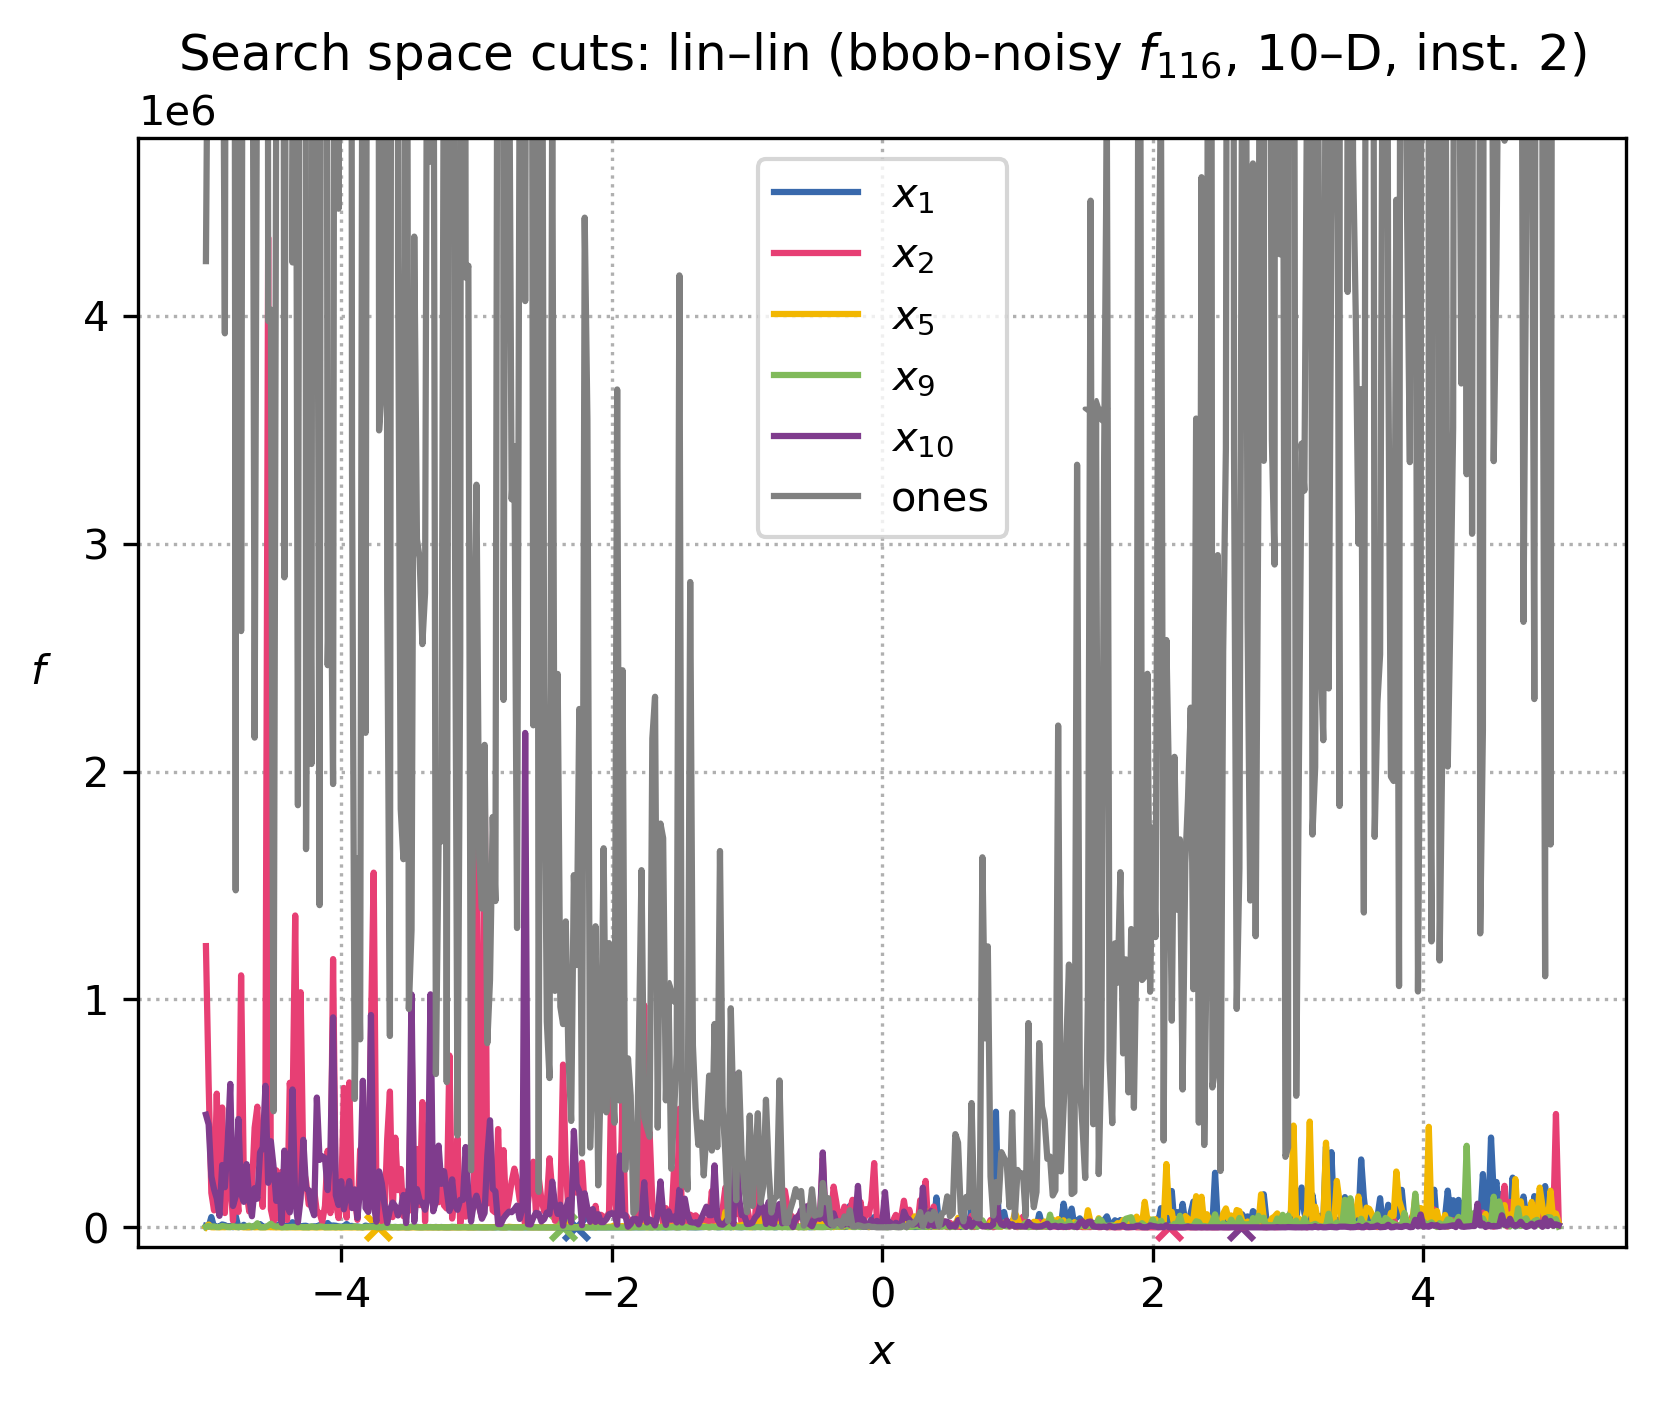 Search space cuts: lin–lin (bbob-noisy f₁₁₆, 10–D, inst. 2)
1e6
x₁
x₂
x₅
x₉
x₁₀
ones
4
3
2
1
0
f
−4
−2
0
2
4
x